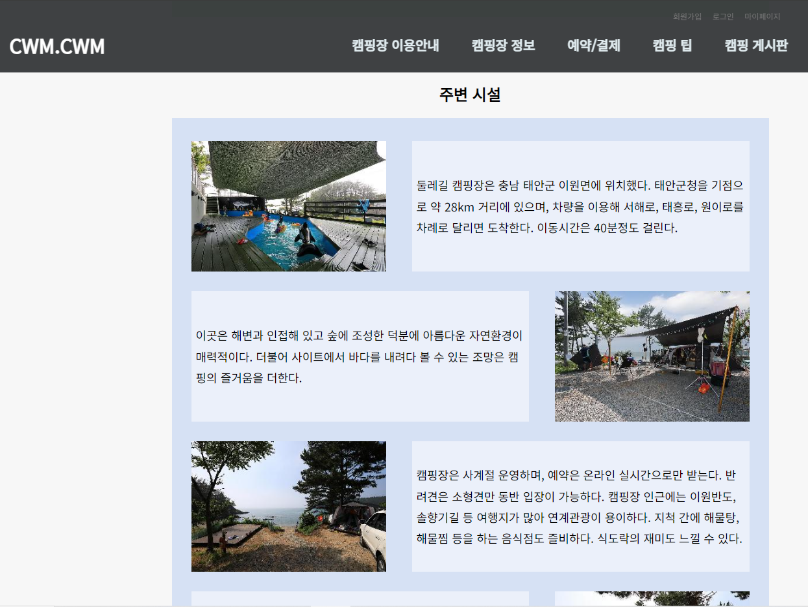 회원가입 로그인 마이페이지
CWM.CWM
캠핑장 이용안내 캠핑장 정보 예약/결제 캠핑 팁 캠핑 게시판
주변 시설
둘레길 캠핑장은 충남 태안군 이원면에 위치했다. 태안군청을 기점으
로 약 28km 거리에 있으며, 차량을 이용해 서해로, 태흥로, 원이로를
차례로 달리면 도착한다. 이동시간은 40분정도 걸린다.
이곳은 해변과 인접해 있고 숲에 조성한 덕분에 아름다운 자연환경이
매력적이다. 더불어 사이트에서 바다를 내려다 볼 수 있는 조망은 캠
핑의 즐거움을 더한다.
캠핑장은 사계절 운영하며, 예약은 온라인 실시간으로만 받는다. 반
려견은 소형견만 동반 입장이 가능하다. 캠핑장 인근에는 이원반도,
솔향기길 등 여행지가 많아 연계관광이 용이하다. 지척 간에 해물탕,
해물찜 등을 하는 음식점도 즐비하다. 식도락의 재미도 느낄 수 있다.